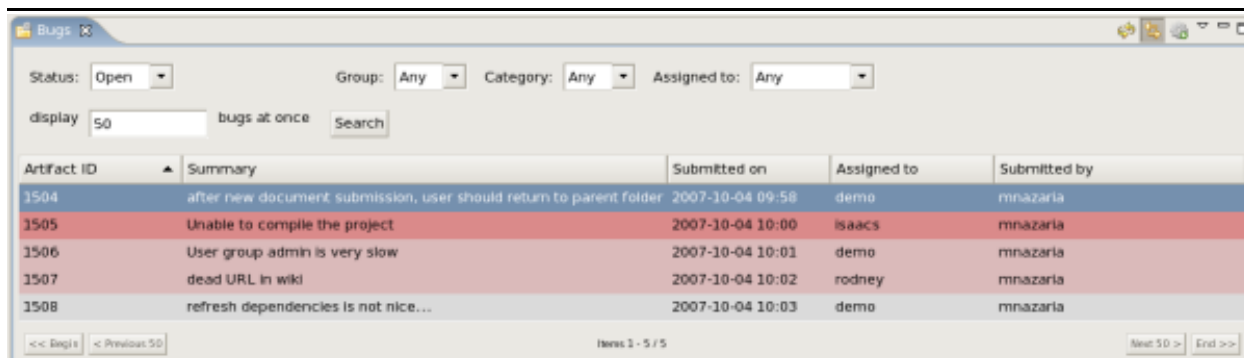 Bugs
Status: Open Group: Any Category: Any Assigned to: Any
display 50 bugs at once Search
Artifact ID Summary Submitted on Assigned to Submitted by
1504 after new document submission, user should return to parent folder 2007-10-04 09:58 demo mnazaria
1505 Unable to compile the project 2007-10-04 10:00 isaacs mnazaria
1506 User group admin is very slow 2007-10-04 10:01 demo mnazaria
1507 dead URL in wiki 2007-10-04 10:02 rodney mnazaria
1508 refresh dependencies is not nice... 2007-10-04 10:03 demo mnazaria
<< Begin < Previous 50 Items 1 - 5 / 5 Next 50 > End >>